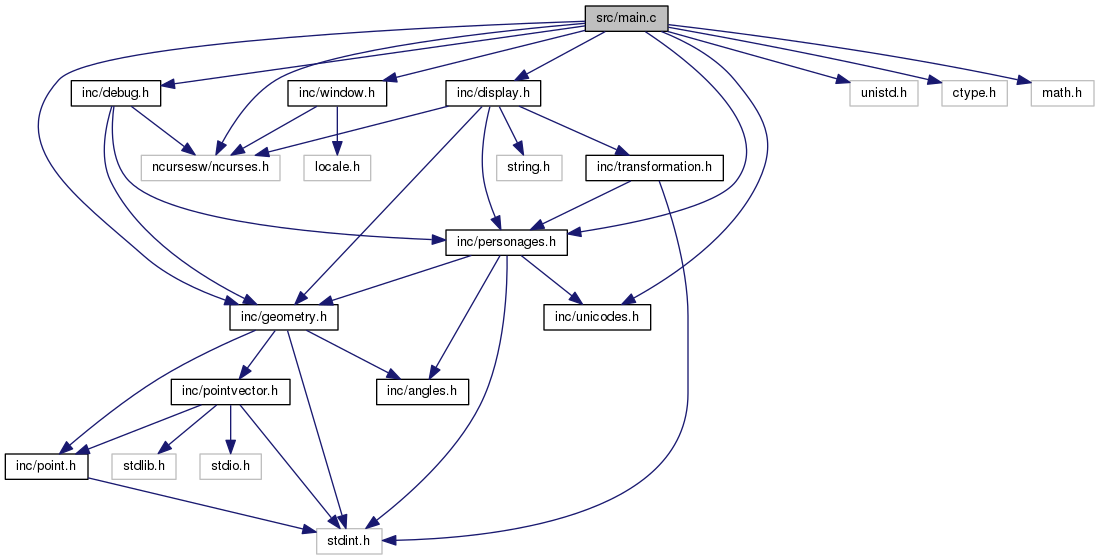 src/main.c
inc/debug.h
inc/window.h
inc/display.h
unistd.h
ctype.h
math.h
ncursesw/ncurses.h
locale.h
string.h
inc/transformation.h
inc/personages.h
inc/geometry.h
inc/unicodes.h
inc/pointvector.h
inc/angles.h
inc/point.h
stdlib.h
stdio.h
stdint.h